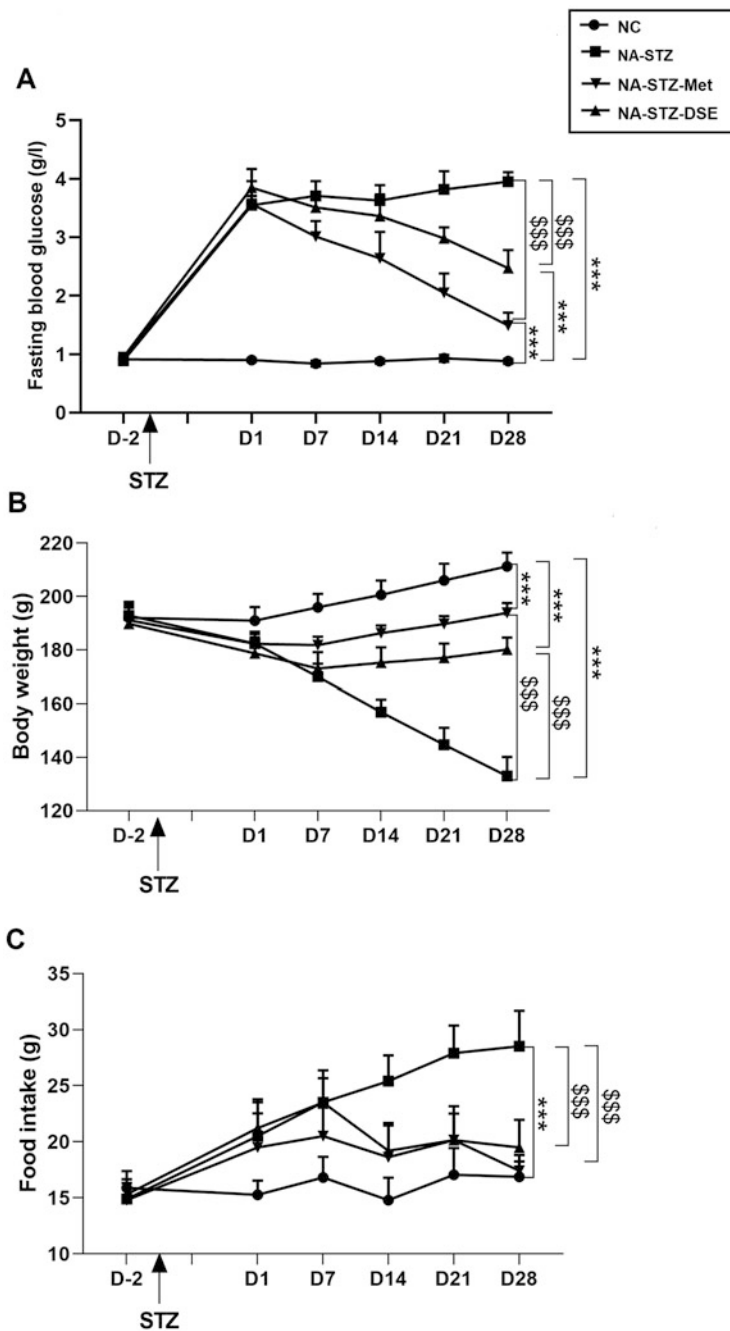 NC
NA-STZ
NA-STZ-Met
NA-STZ-DSE
A
Fasting blood glucose (g/l)
5
4
3
2
1
0
D-2
D1
D7
D14
D21
D28
STZ
***
***
$$$
$$$
***
B
Body weight (g)
220
200
180
160
140
120
D-2
D1
D7
D14
D21
D28
STZ
***
***
$$$
$$$
***
C
Food intake (g)
35
30
25
20
15
10
D-2
D1
D7
D14
D21
D28
STZ
***
$$$
$$$